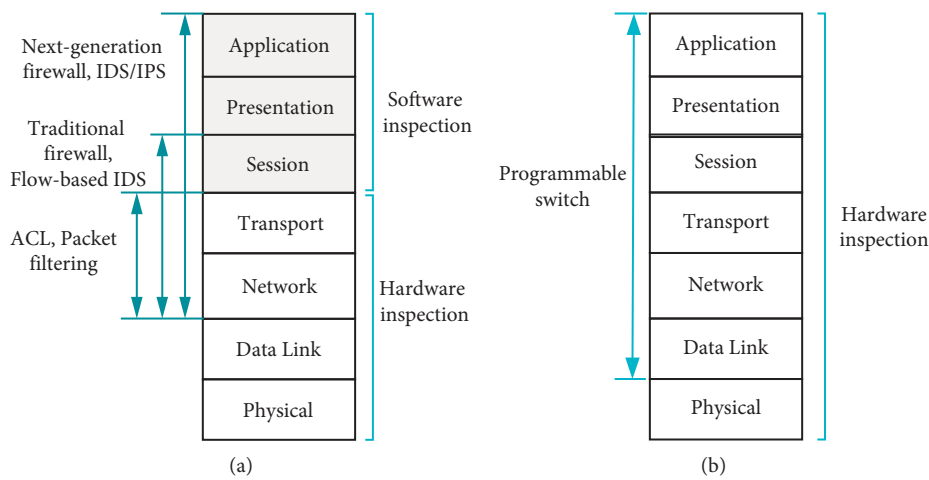 Next-generation
firewall, IDS/IPS
Traditional
firewall,
Flow-based IDS
ACL, Packet
filtering
Application
Presentation
Session
Transport
Network
Data Link
Physical
Software
inspection
Hardware
inspection
(a)
Programmable
switch
Application
Presentation
Session
Transport
Network
Data Link
Physical
Hardware
inspection
(b)